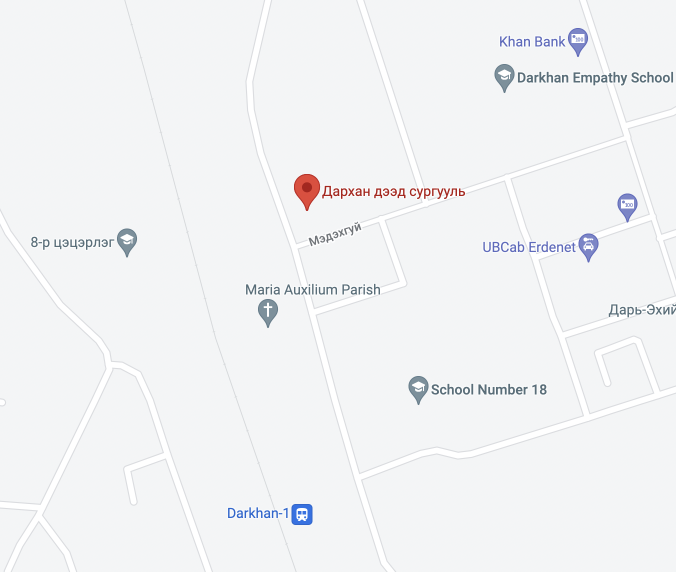 Khan Bank
Darkhan Empathy School
Дархан дээд сургууль
Мэдэхгүй
8-р цэцэрлэг
UBCab Erdenet
Maria Auxilium Parish
Дарь-Эхий
School Number 18
Darkhan-1